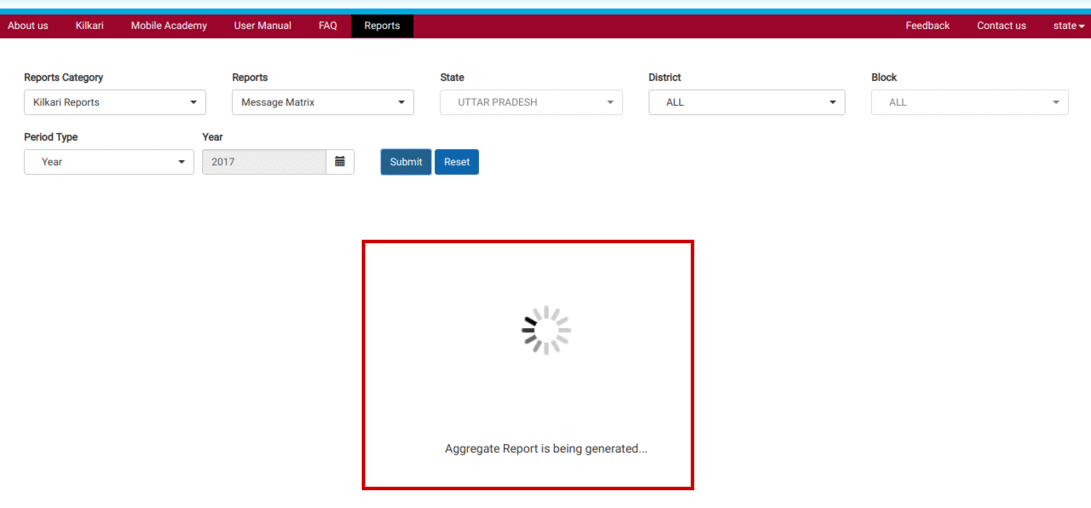 About us Kilkari Mobile Academy User Manual FAQ Reports Feedback Contact us state
Reports Category Reports State District Block
Kilkari Reports Message Matrix UTTAR PRADESH ALL ALL
Period Type Year
Year 2017 Submit Reset
Aggregate Report is being generated...